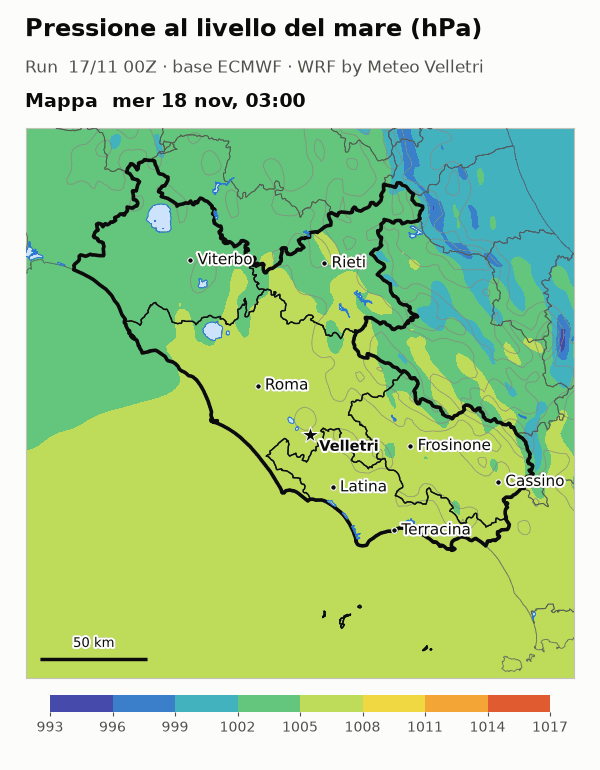 Pressione al livello del mare (hPa)
Run  17/11 00Z · base ECMWF · WRF by Meteo Velletri
Mappa  mer 18 nov, 03:00
Viterbo
Rieti
Roma
Velletri
Frosinone
Latina
Cassino
Terracina
50 km
993 996 999 1002 1005 1008 1011 1014 1017